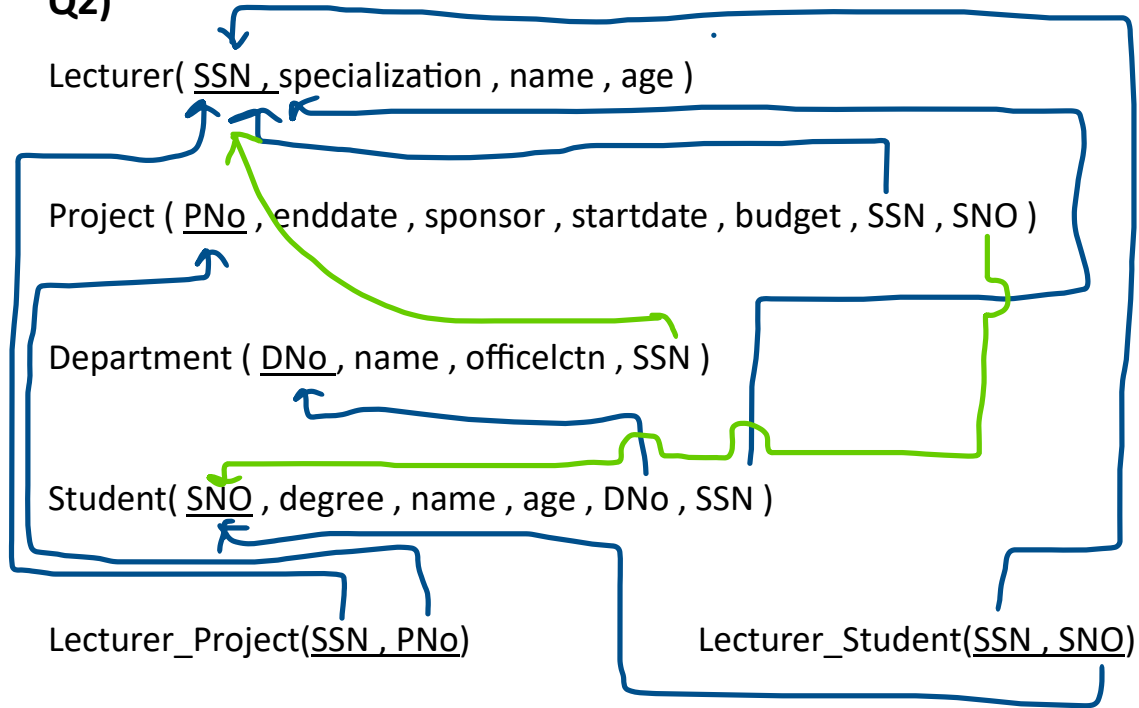 Q2)
Lecturer( SSN , specialization , name , age )
Project ( PNo , enddate , sponsor , startdate , budget , SSN , SNO )
Department ( DNo , name , officelctn , SSN )
Student( SNO , degree , name , age , DNo , SSN )
Lecturer_Project(SSN , PNo) Lecturer_Student(SSN , SNO)